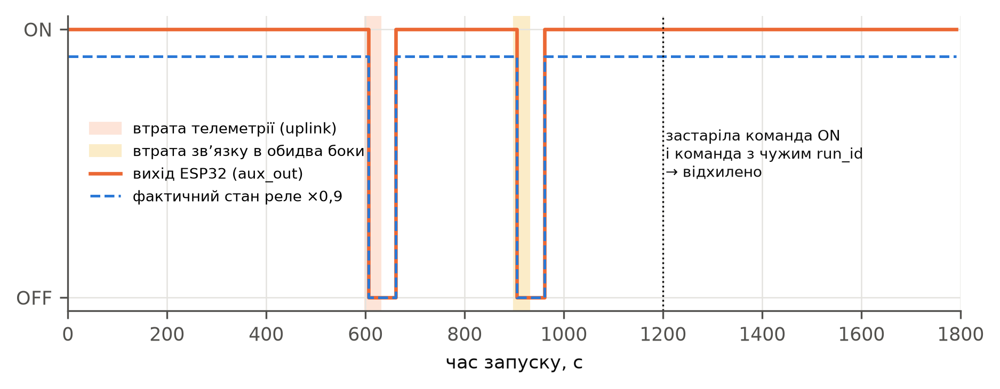 ON
OFF
втрата телеметрії (uplink)
втрата зв’язку в обидва боки
вихід ESP32 (aux_out)
фактичний стан реле ×0,9
застаріла команда ON
і команда з чужим run_id
→ відхилено
0 200 400 600 800 1000 1200 1400 1600 1800
час запуску, с